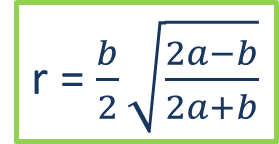 r = b/2 √((2a−b)/(2a+b))